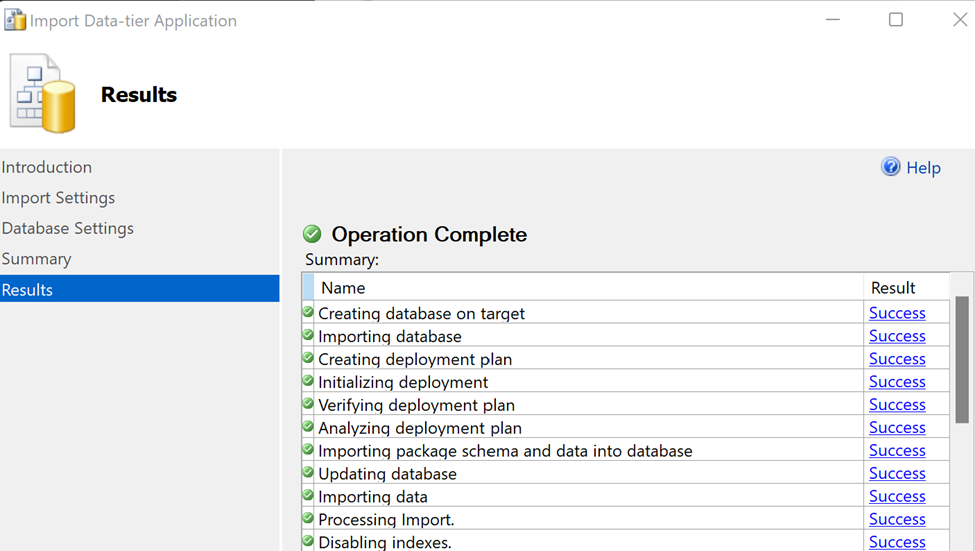 Import Data-tier Application
Results
Introduction
Import Settings
Database Settings
Summary
Results
Help
Operation Complete
Summary:
Name Result
Creating database on target Success
Importing database Success
Creating deployment plan Success
Initializing deployment Success
Verifying deployment plan Success
Analyzing deployment plan Success
Importing package schema and data into database Success
Updating database Success
Importing data Success
Processing Import. Success
Disabling indexes. Success